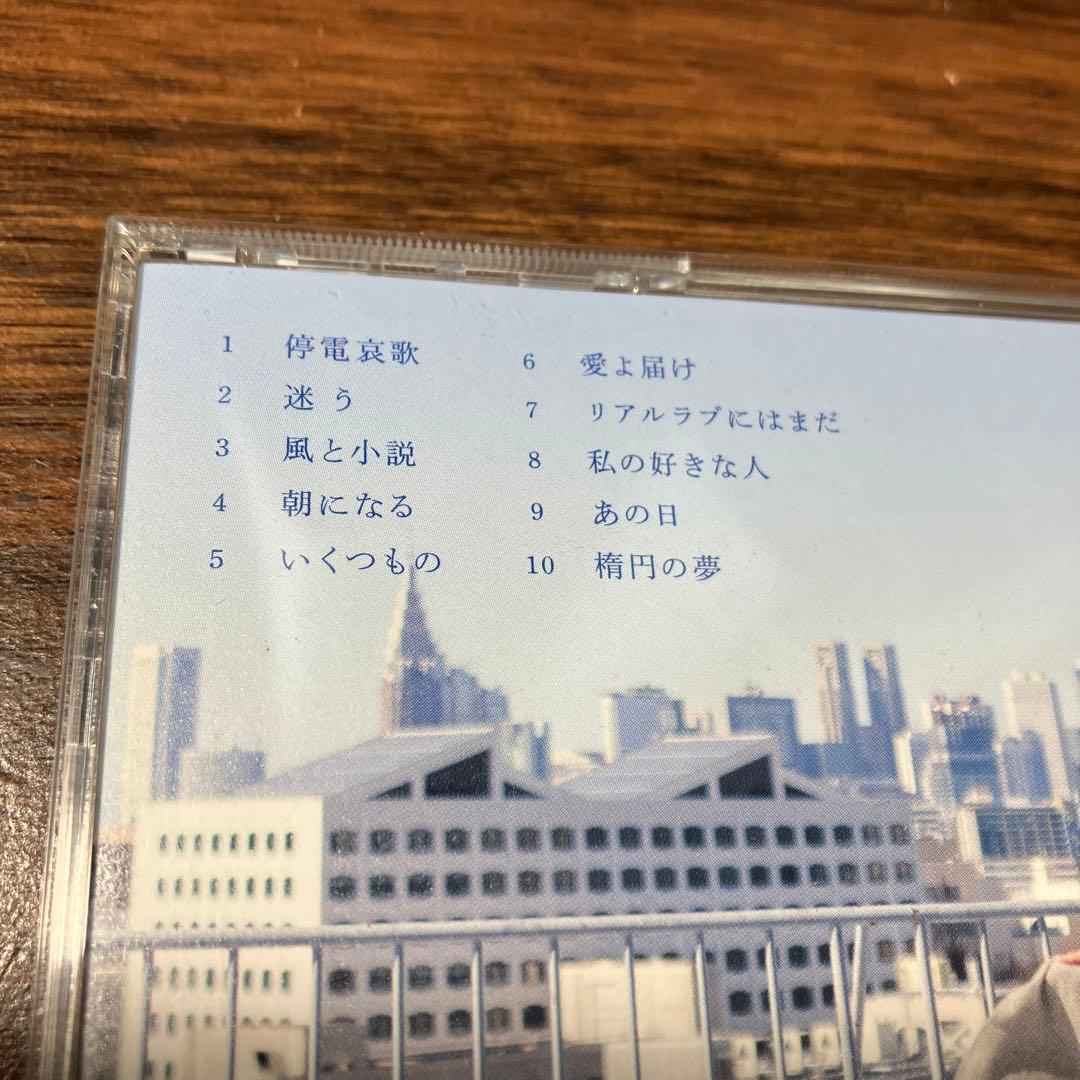 1 停電哀歌
2 迷う
3 風と小説
4 朝になる
5 いくつもの
6 愛よ届け
7 リアルラブにはまだ
8 私の好きな人
9 あの日
10 楕円の夢